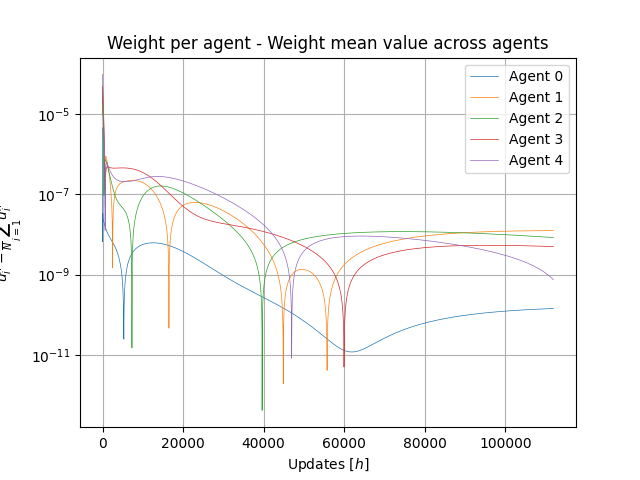 Weight per agent - Weight mean value across agents
Agent 0
Agent 1
Agent 2
Agent 3
Agent 4
10⁻⁵
10⁻⁷
10⁻⁹
10⁻¹¹
0 20000 40000 60000 80000 100000
Updates [h]